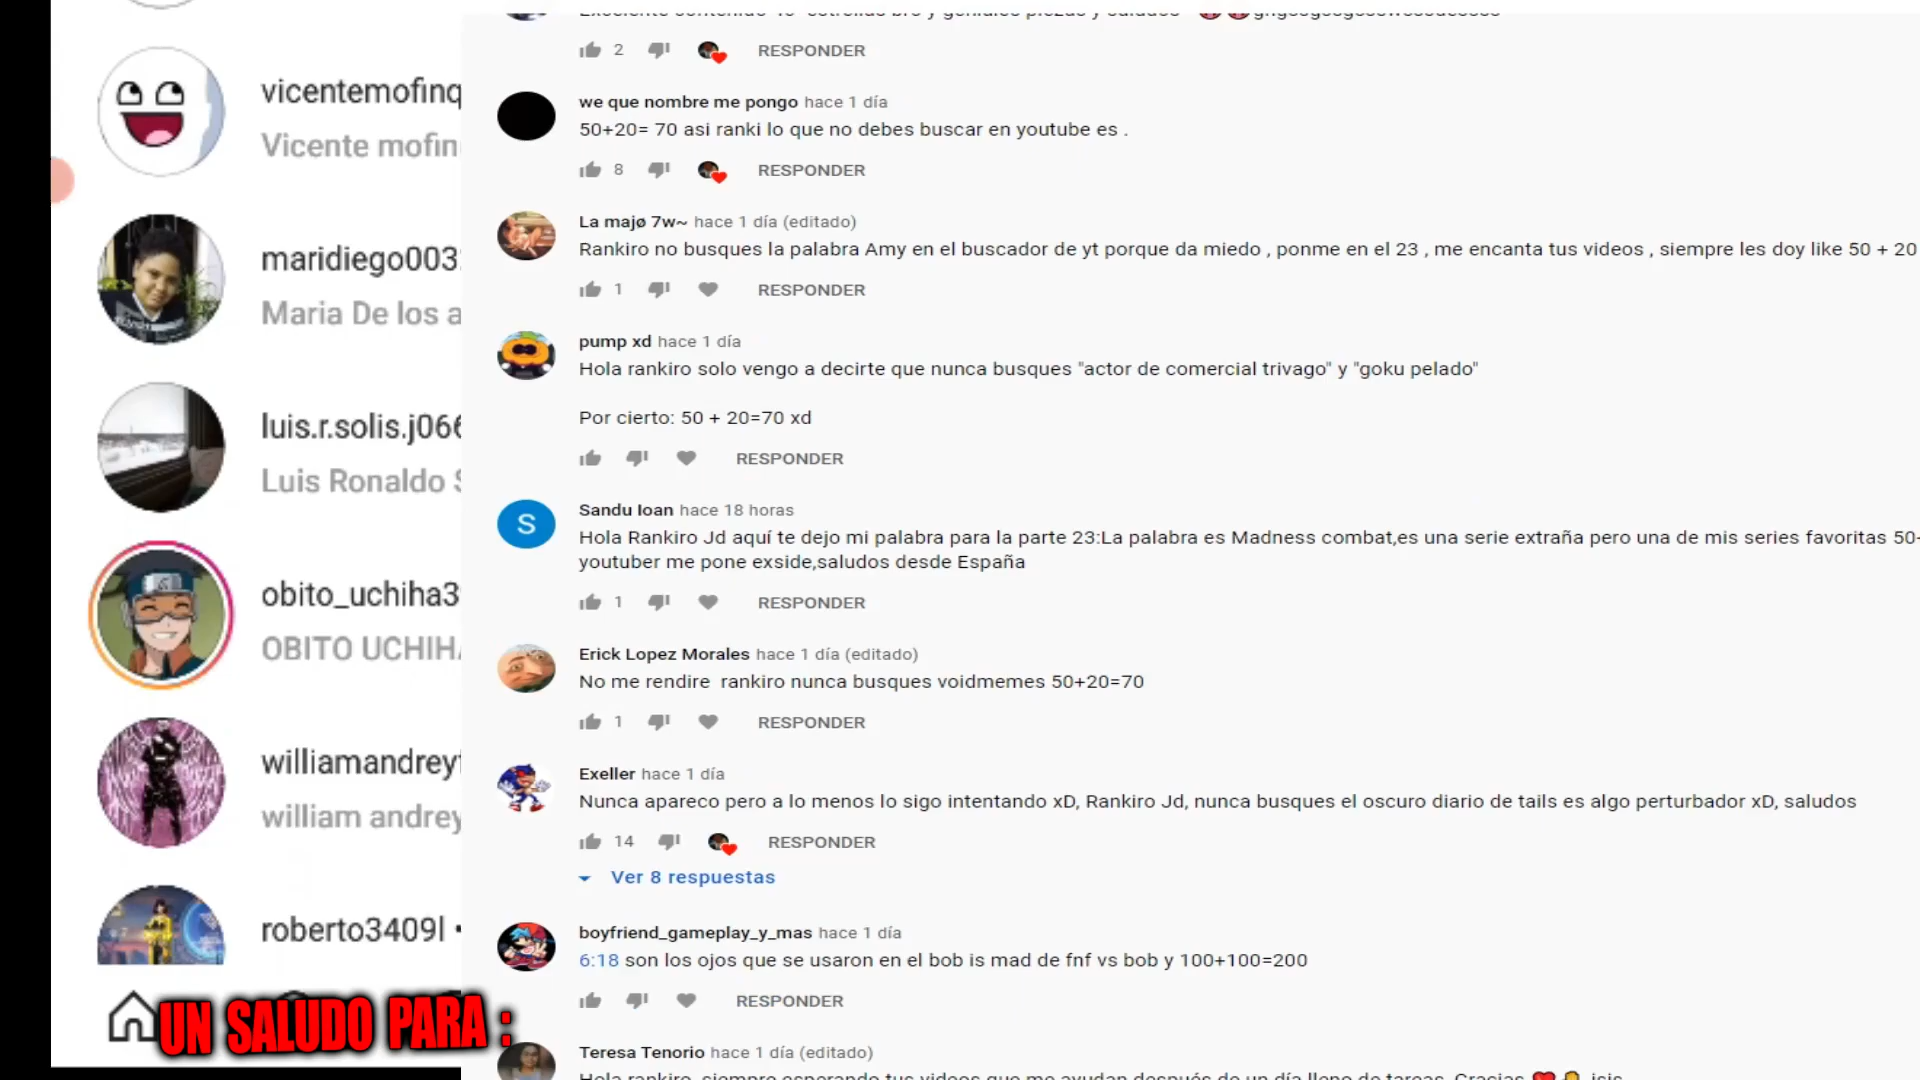 vicentemofinq
Vicente mofin
maridiego003
Maria De los a
luis.r.solis.j066
Luis Ronaldo S
obito_uchiha3
OBITO UCHIHA
williamandrey
william andrey
roberto3409l •
UN SALUDO PARA :
2 RESPONDER
we que nombre me pongo hace 1 día
50+20= 70 asi ranki lo que no debes buscar en youtube es .
8 RESPONDER
La majø 7w~ hace 1 día (editado)
Rankiro no busques la palabra Amy en el buscador de yt porque da miedo , ponme en el 23 , me encanta tus videos , siempre les doy like 50 + 20
1 RESPONDER
pump xd hace 1 día
Hola rankiro solo vengo a decirte que nunca busques "actor de comercial trivago" y "goku pelado"
Por cierto: 50 + 20=70 xd
RESPONDER
S
Sandu Ioan hace 18 horas
Hola Rankiro Jd aquí te dejo mi palabra para la parte 23:La palabra es Madness combat,es una serie extraña pero una de mis series favoritas 50+
youtuber me pone exside,saludos desde España
1 RESPONDER
Erick Lopez Morales hace 1 día (editado)
No me rendire rankiro nunca busques voidmemes 50+20=70
1 RESPONDER
Exeller hace 1 día
Nunca apareco pero a lo menos lo sigo intentando xD, Rankiro Jd, nunca busques el oscuro diario de tails es algo perturbador xD, saludos
14 RESPONDER
Ver 8 respuestas
boyfriend_gameplay_y_mas hace 1 día
6:18 son los ojos que se usaron en el bob is mad de fnf vs bob y 100+100=200
RESPONDER
Teresa Tenorio hace 1 día (editado)
Hola rankiro siempre esperando tus videos que me ayudan después de un día lleno de tareas Gracias